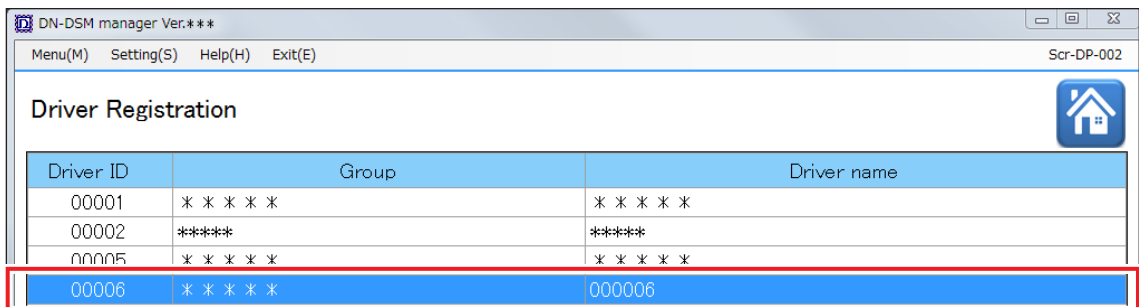 DN-DSM manager Ver.***
Menu(M) Setting(S) Help(H) Exit(E) Scr-DP-002
Driver Registration
Driver ID Group Driver name
00001 ＊＊＊＊＊ ＊＊＊＊＊
00002 ***** *****
00005 ＊＊＊＊＊ ＊＊＊＊＊
00006 ＊＊＊＊＊ 000006